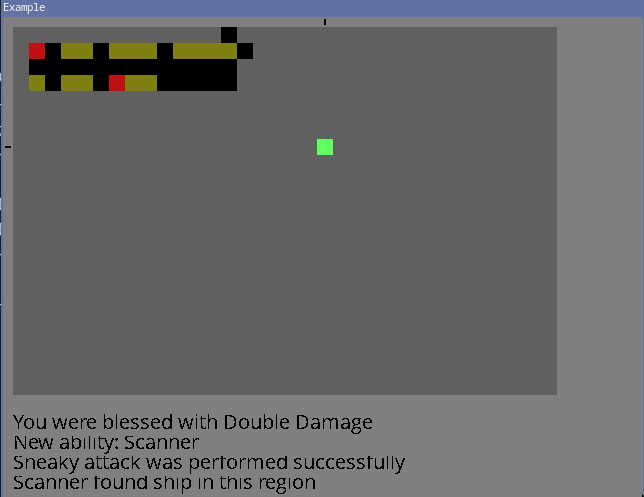 Example
You were blessed with Double Damage
New ability: Scanner
Sneaky attack was performed successfully
Scanner found ship in this region